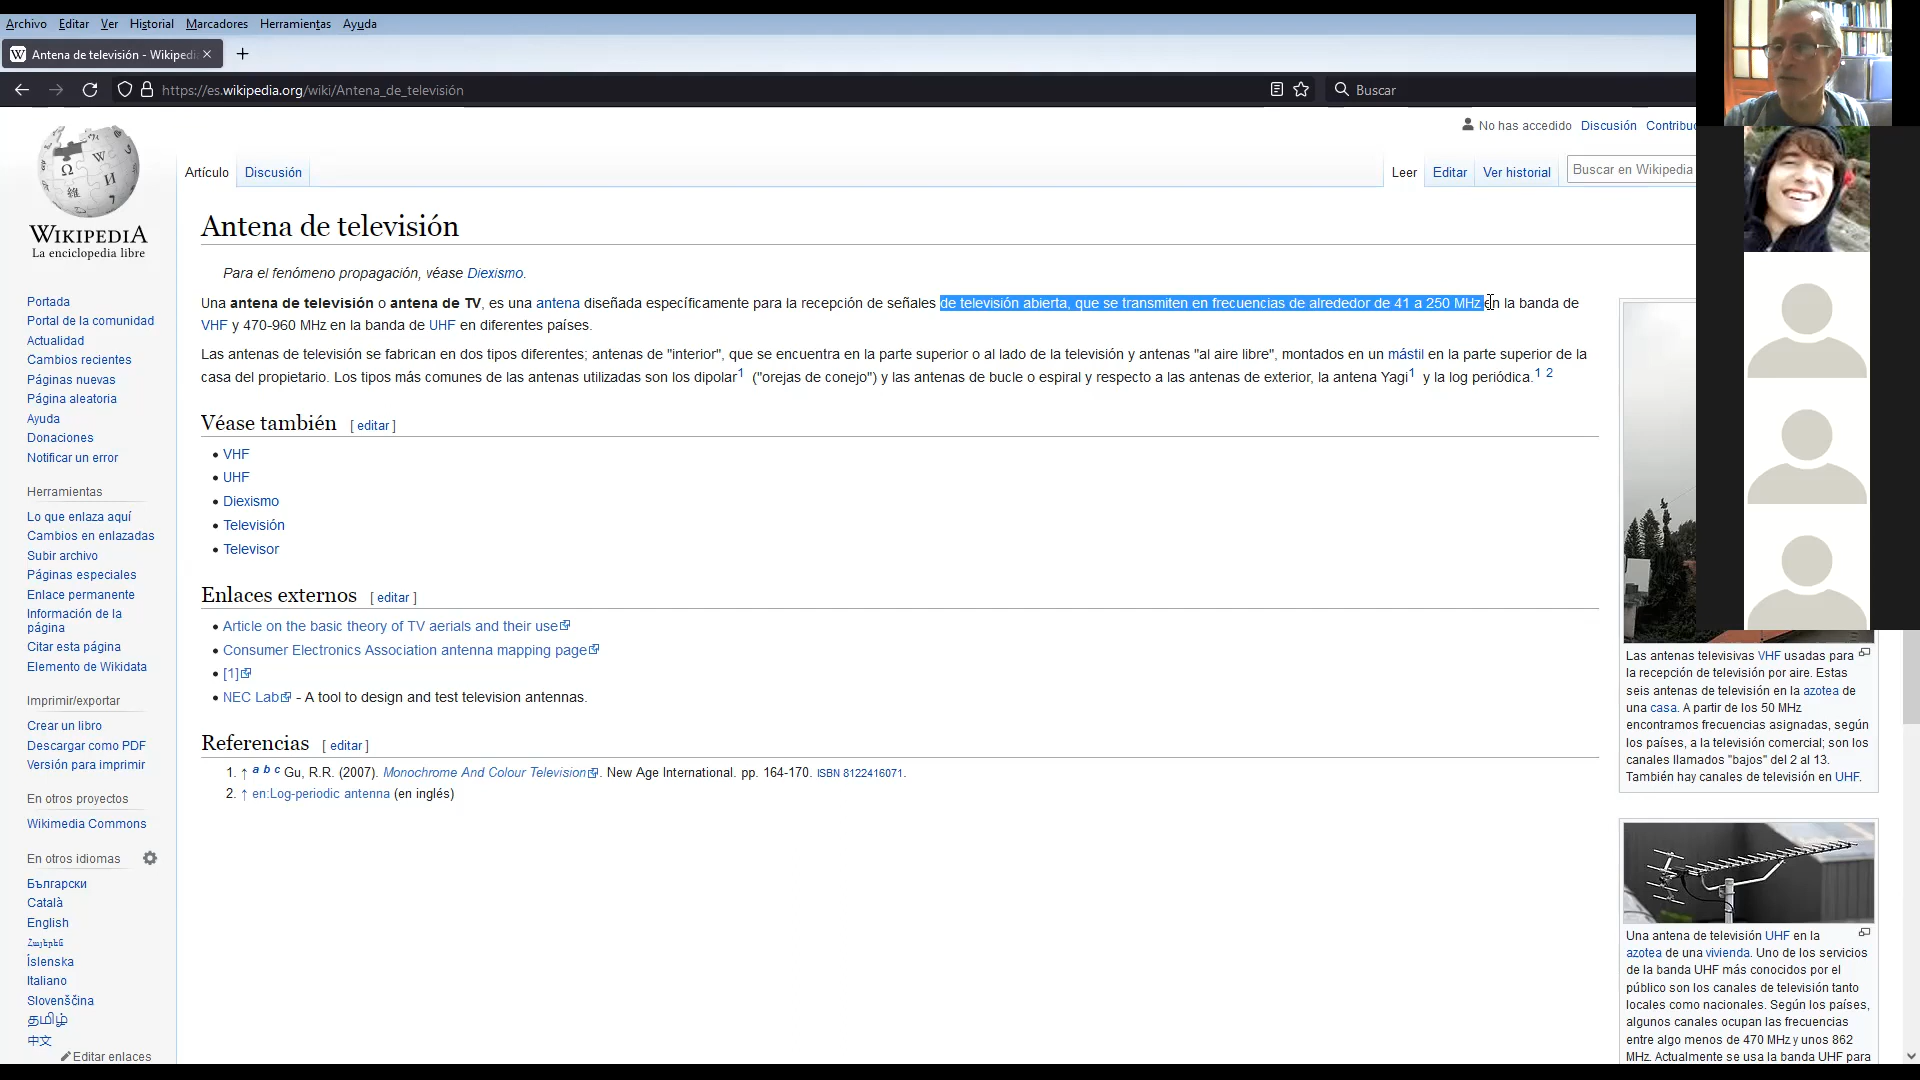 Archivo Editar Ver Historial Marcadores Herramientas Ayuda
Antena de televisión - Wikipedi
https://es.wikipedia.org/wiki/Antena_de_televisión
Buscar
No has accedido Discusión Contribuc
Artículo Discusión Leer Editar Ver historial Buscar en Wikipedia
WIKIPEDIA
La enciclopedia libre
Portada
Portal de la comunidad
Actualidad
Cambios recientes
Páginas nuevas
Página aleatoria
Ayuda
Donaciones
Notificar un error
Herramientas
Lo que enlaza aquí
Cambios en enlazadas
Subir archivo
Páginas especiales
Enlace permanente
Información de la
página
Citar esta página
Elemento de Wikidata
Imprimir/exportar
Crear un libro
Descargar como PDF
Versión para imprimir
En otros proyectos
Wikimedia Commons
En otros idiomas
Български
Català
English
Հայերեն
Íslenska
Italiano
Slovenščina
தமிழ்
中文
Editar enlaces
Antena de televisión
Para el fenómeno propagación, véase Diexismo.
Una antena de televisión o antena de TV, es una antena diseñada específicamente para la recepción de señales de televisión abierta, que se transmiten en frecuencias de alrededor de 41 a 250 MHz en la banda de
VHF y 470-960 MHz en la banda de UHF en diferentes países.
Las antenas de televisión se fabrican en dos tipos diferentes; antenas de "interior", que se encuentra en la parte superior o al lado de la televisión y antenas "al aire libre", montados en un mástil en la parte superior de la
casa del propietario. Los tipos más comunes de las antenas utilizadas son los dipolar1 ("orejas de conejo") y las antenas de bucle o espiral y respecto a las antenas de exterior, la antena Yagi1 y la log periódica.1 2
Véase también [ editar ]
VHF
UHF
Diexismo
Televisión
Televisor
Enlaces externos [ editar ]
Article on the basic theory of TV aerials and their use
Consumer Electronics Association antenna mapping page
[1]
NEC Lab - A tool to design and test television antennas.
Referencias [ editar ]
1. ↑ a b c Gu, R.R. (2007). Monochrome And Colour Television. New Age International. pp. 164-170. ISBN 8122416071.
2. ↑ en:Log-periodic antenna (en inglés)
Las antenas televisivas VHF usadas para
la recepción de televisión por aire. Estas
seis antenas de televisión en la azotea de
una casa. A partir de los 50 MHz
encontramos frecuencias asignadas, según
los países, a la televisión comercial; son los
canales llamados "bajos" del 2 al 13.
También hay canales de televisión en UHF.
Una antena de televisión UHF en la
azotea de una vivienda. Uno de los servicios
de la banda UHF más conocidos por el
público son los canales de televisión tanto
locales como nacionales. Según los países,
algunos canales ocupan las frecuencias
entre algo menos de 470 MHz y unos 862
MHz. Actualmente se usa la banda UHF para